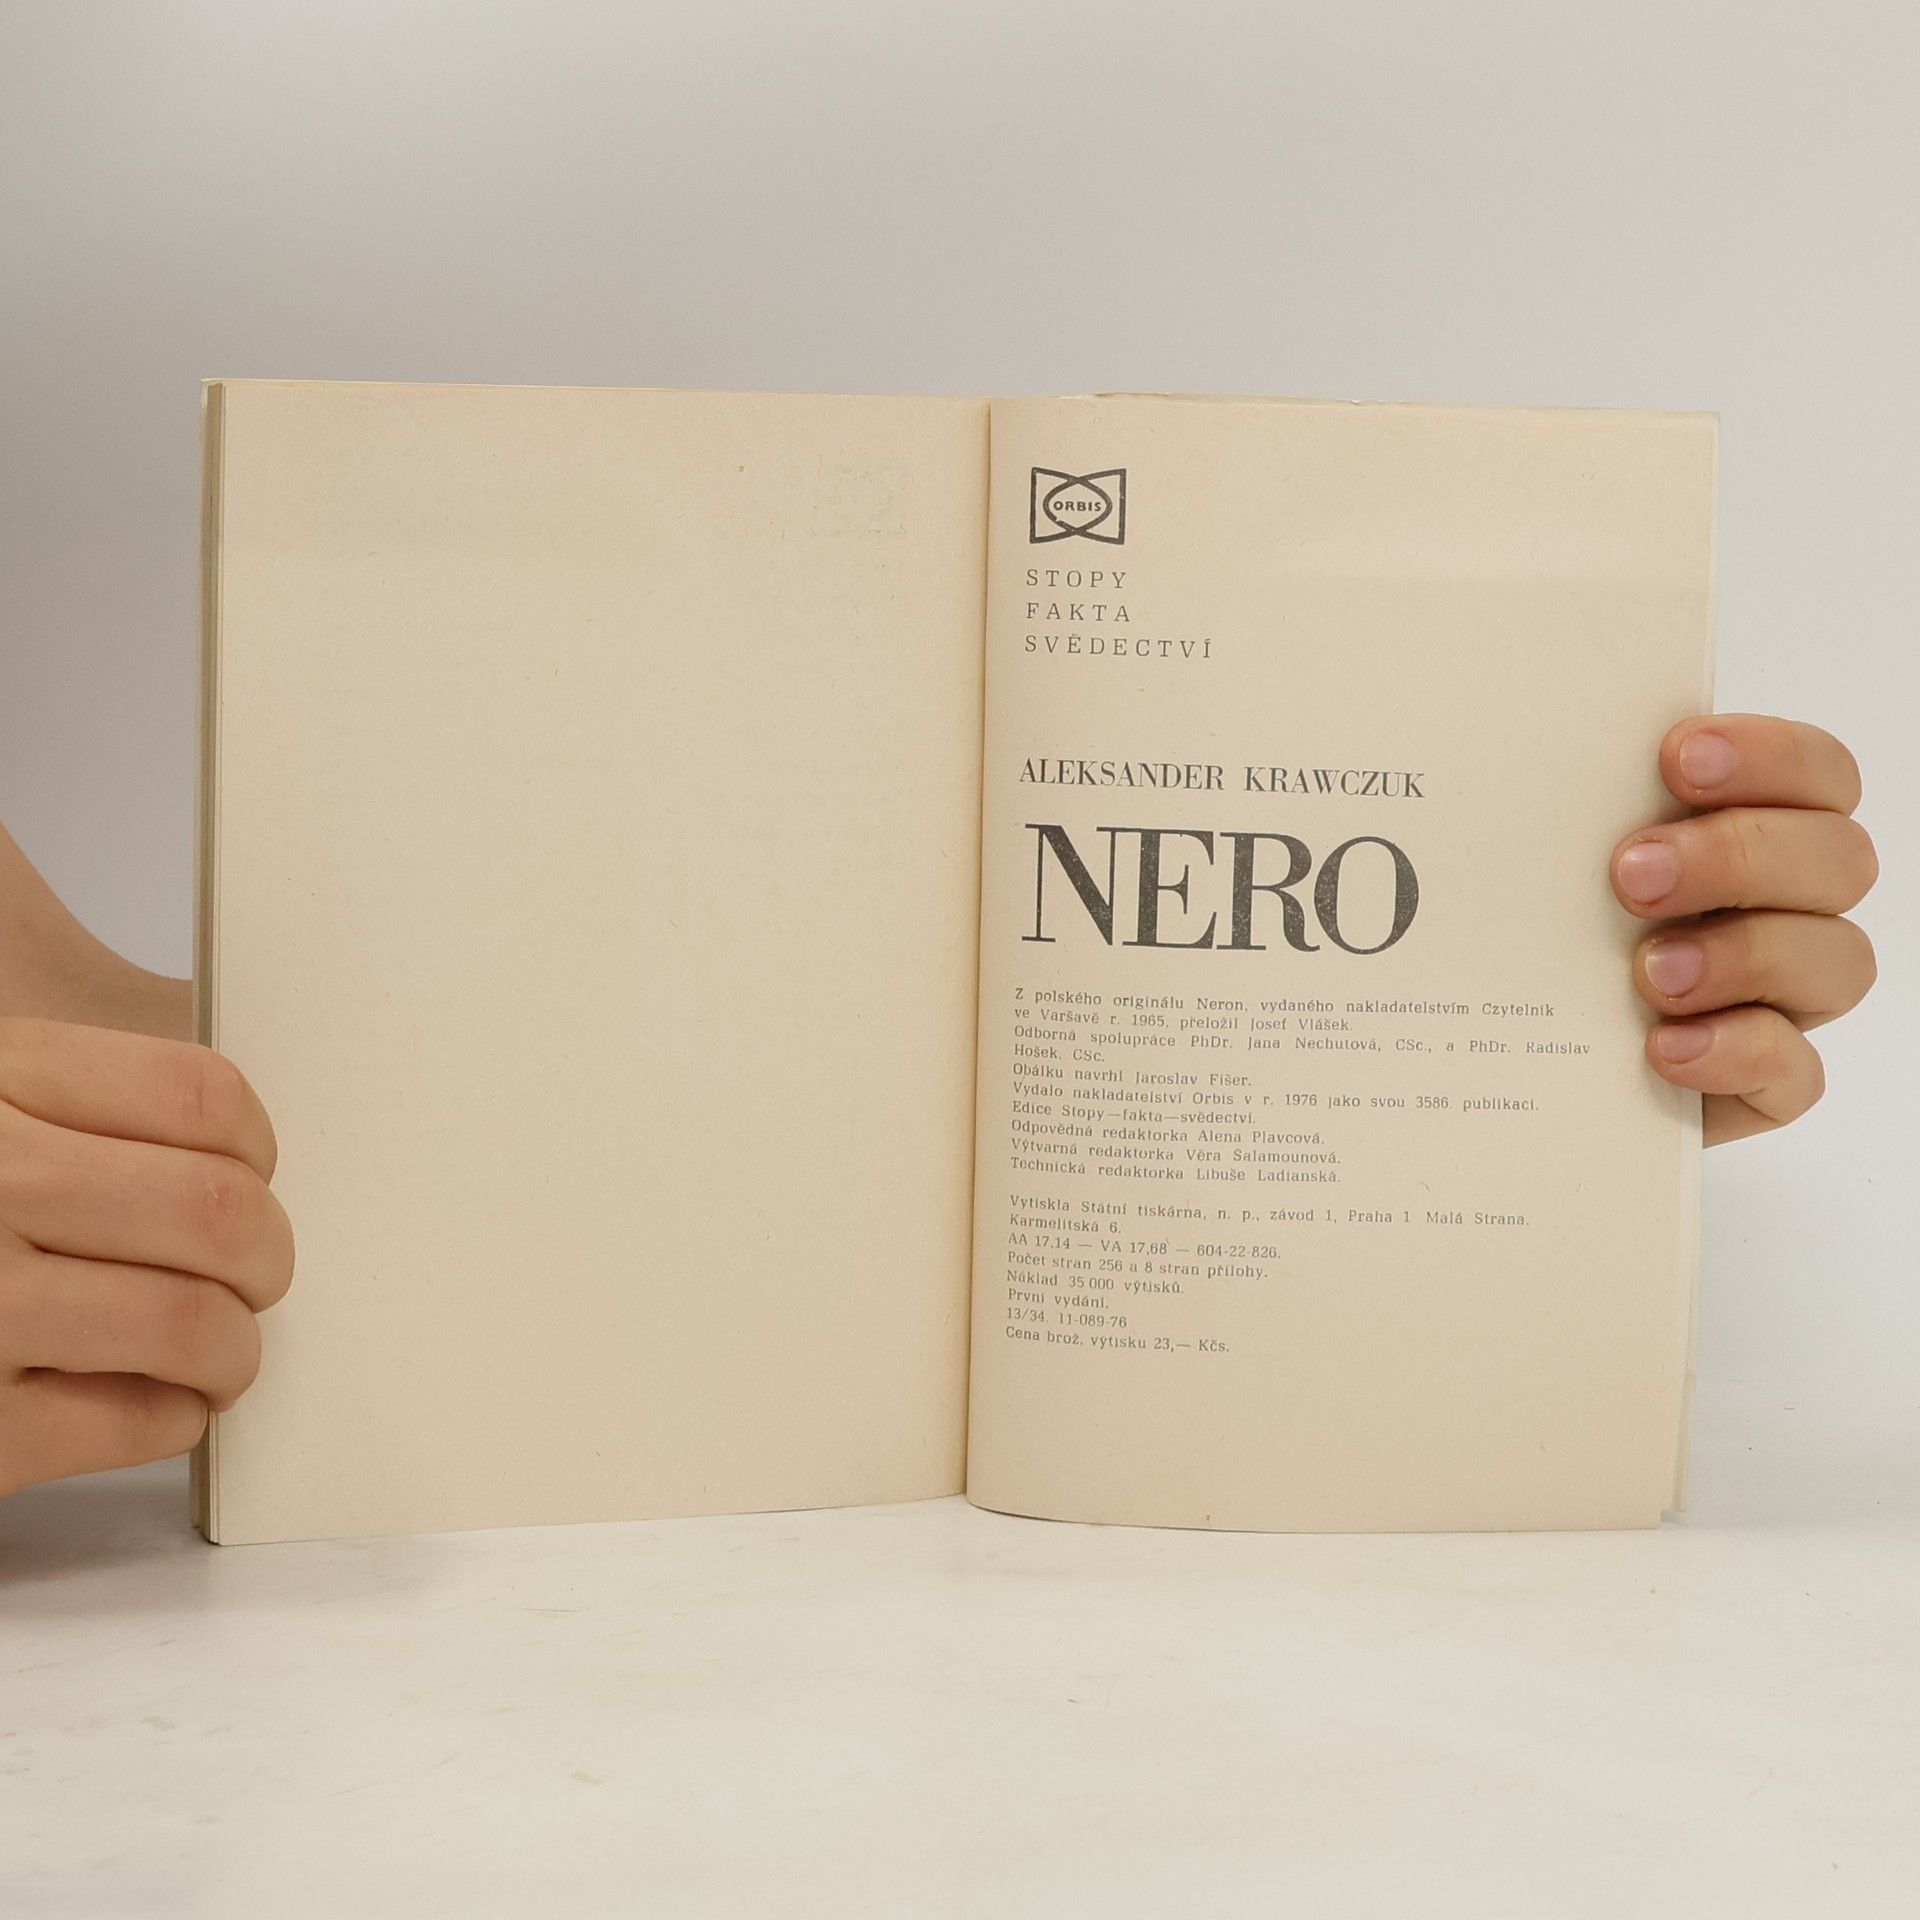 ORBIS
STOPY
FAKTA
SVĚDECTVÍ
ALEKSANDER KRAWCZUK
NERO
Z polského originálu Neron, vydaného nakladatelstvím Czytelnik
ve Varšavě r. 1965, přeložil Josef Vlášek.
Odborná spolupráce PhDr. Jana Nechutová, CSc., a PhDr. Radislav
Hošek, CSc.
Obálku navrhl Jaroslav Fišer.
Vydalo nakladatelství Orbis v r. 1976 jako svou 3586. publikaci.
Edice Stopy—fakta—svědectví.
Odpovědná redaktorka Alena Plavcová.
Výtvarná redaktorka Věra Šalamounová.
Technická redaktorka Libuše Ladianská.
Vytiskla Státní tiskárna, n. p., závod 1, Praha 1 Malá Strana,
Karmelitská 6.
AA 17,14 — VA 17,68 — 604-22-826.
Počet stran 256 a 8 stran přílohy.
Náklad 35 000 výtisků.
První vydání.
13/34. 11-089-76
Cena brož. výtisku 23,— Kčs.